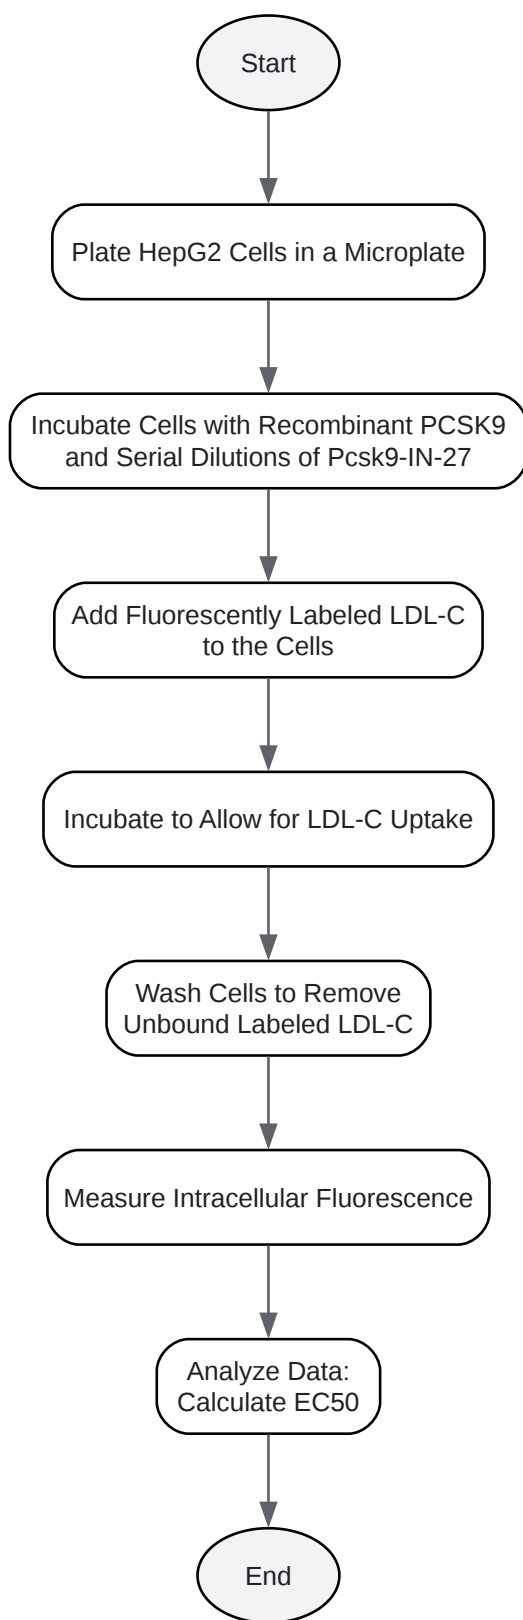 Start
Plate HepG2 Cells in a Microplate
Incubate Cells with Recombinant PCSK9
and Serial Dilutions of Pcsk9-IN-27
Add Fluorescently Labeled LDL-C
to the Cells
Incubate to Allow for LDL-C Uptake
Wash Cells to Remove
Unbound Labeled LDL-C
Measure Intracellular Fluorescence
Analyze Data:
Calculate EC50
End